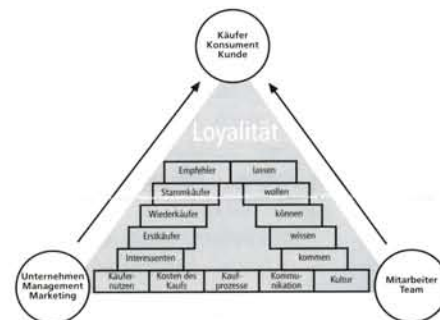 Käufer
Konsument
Kunde
Loyalität
Empfehler lassen
Stammkäufer wollen
Wiederkäufer können
Erstkäufer wissen
Interessenten kommen
Unternehmen
Management
Marketing
Käufer-
nutzen
Kosten des
Kaufs
Kauf-
prozesse
Kommu-
nikation
Kultur
Mitarbeiter
Team